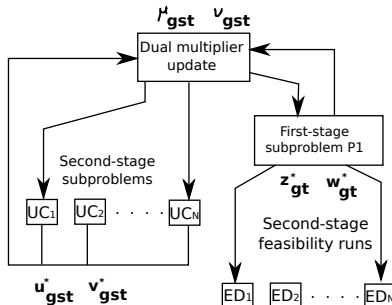 μgst νgst
Dual multiplier
update
First-stage
subproblem P1
Second-stage
subproblems
z*gt w*gt
UC1 UC2 · · · · UCN
Second-stage
feasibility runs
u*gst v*gst
ED1 ED2 · · · · EDN